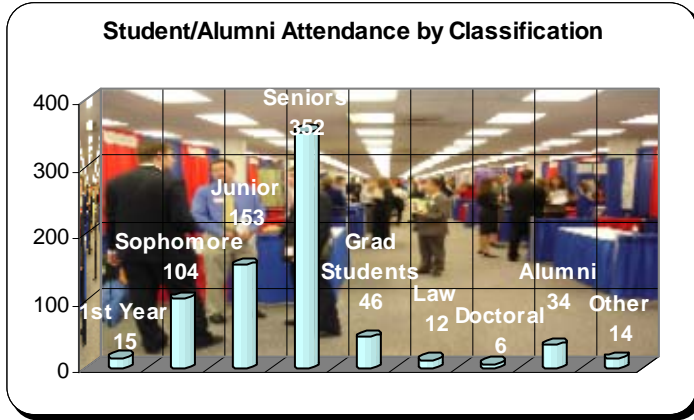 Student/Alumni Attendance by Classification
400
300
200
100
0
1st Year
15
Sophomore
104
Junior
153
Seniors
352
Grad
Students
46
Law
12
Doctoral
6
Alumni
34
Other
14